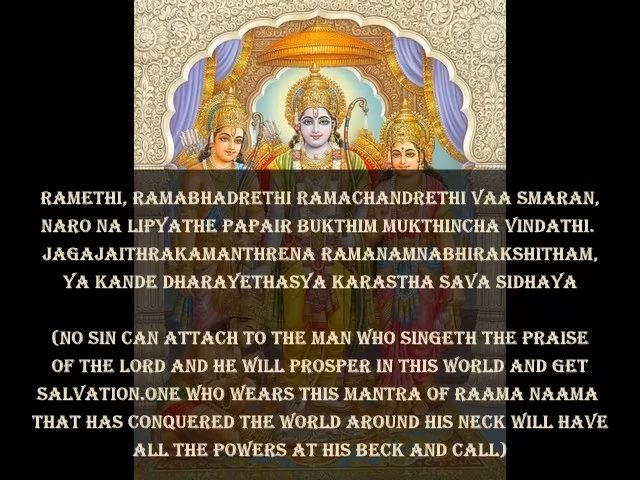 RAMETHI, RAMABHADRETHI RAMACHANDRETHI VAA SMARAN,
NARO NA LIPYATHE PAPAIR BUKTHIM MUKTHINCHA VINDATHI.
JAGAJAITHRAKAMANTHRENA RAMANAMNABHIRAKSHITHAM,
YA KANDE DHARAYETHASYA KARASTHA SAVA SIDHAYA
(NO SIN CAN ATTACH TO THE MAN WHO SINGETH THE PRAISE
OF THE LORD AND HE WILL PROSPER IN THIS WORLD AND GET
SALVATION.ONE WHO WEARS THIS MANTRA OF RAAMA NAAMA
THAT HAS CONQUERED THE WORLD AROUND HIS NECK WILL HAVE
ALL THE POWERS AT HIS BECK AND CALL)